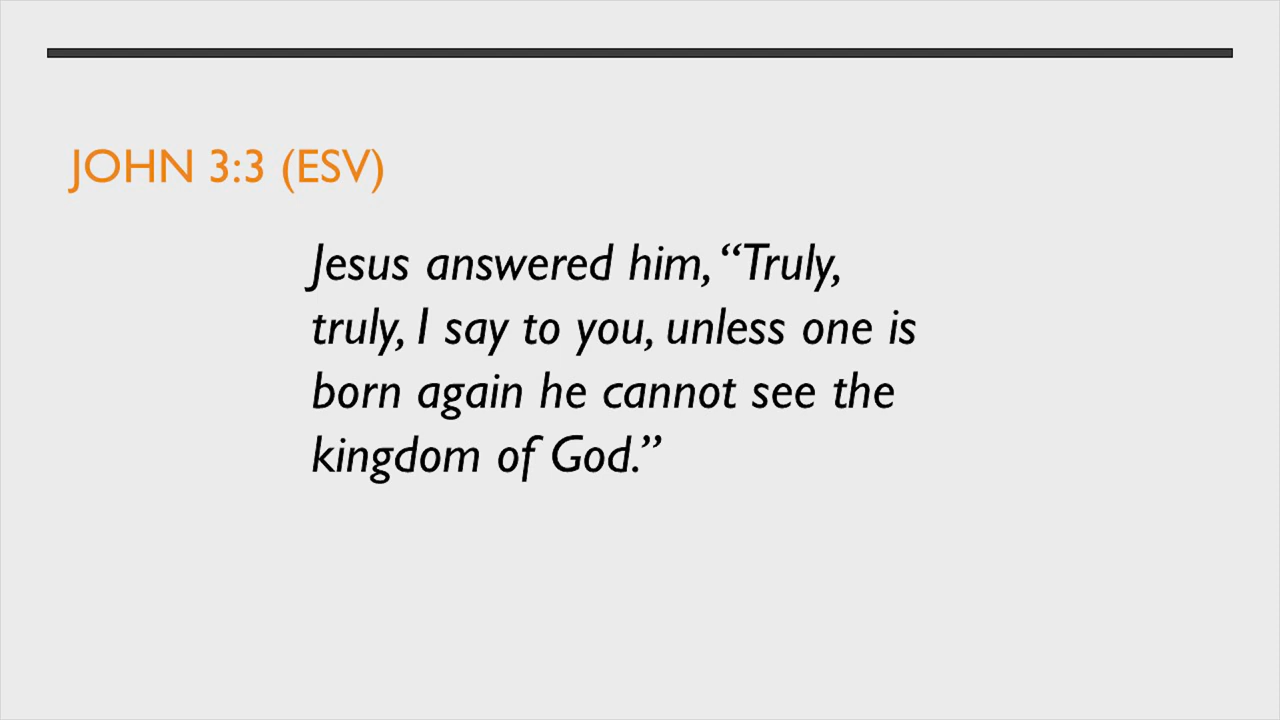 JOHN 3:3 (ESV)
Jesus answered him, “Truly,
truly, I say to you, unless one is
born again he cannot see the
kingdom of God.”